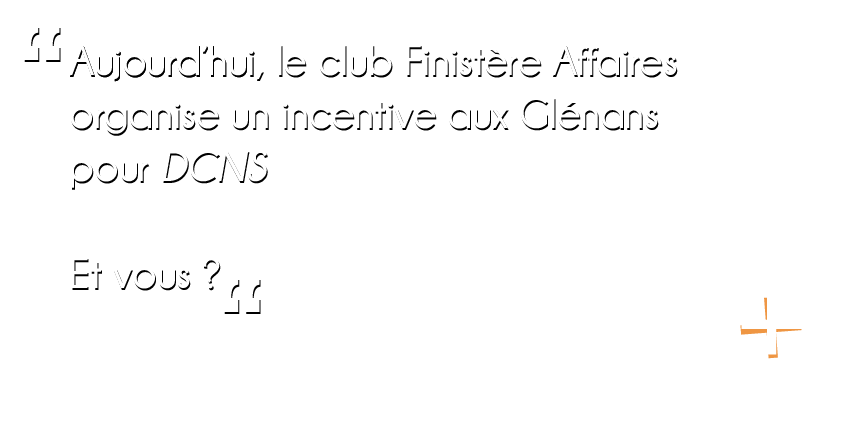 “Aujourd'hui, le club Finistère Affaires
organise un incentive aux Glénans
pour DCNS
Et vous ?“